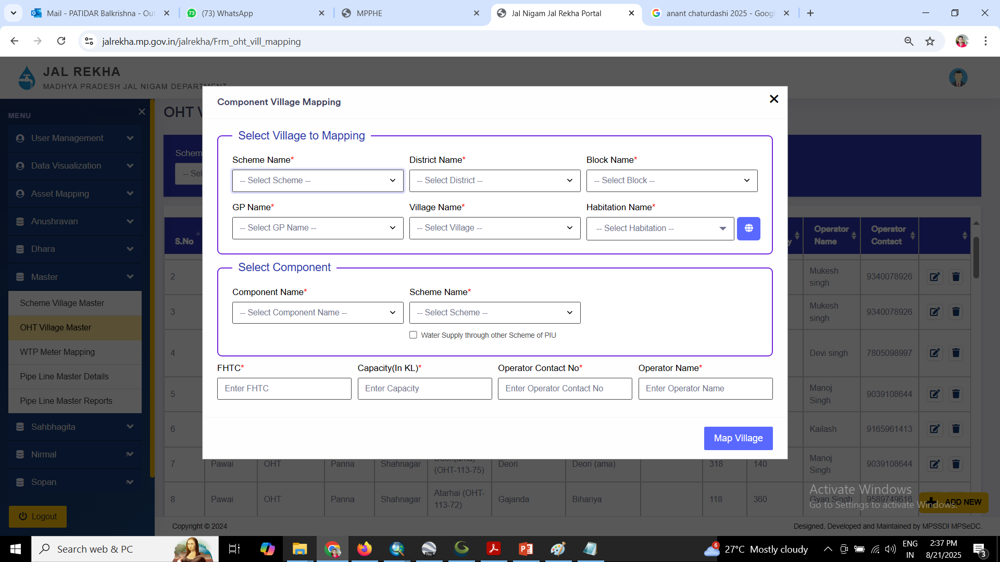 Mail - PATIDAR Balkrishna - Out
(73) WhatsApp
MPPHE
Jal Nigam Jal Rekha Portal
anant chaturdashi 2025 - Googl
jalrekha.mp.gov.in/jalrekha/Frm_oht_vill_mapping
JAL REKHA
MADHYA PRADESH JAL NIGAM DEPARTMENT
MENU
User Management
Data Visualization
Asset Mapping
Anushravan
Dhara
Master
Scheme Village Master
OHT Village Master
WTP Meter Mapping
Pipe Line Master Details
Pipe Line Master Reports
Sahbhagita
Nirmal
Sopan
Logout
OHT V
Schem
-- Sel
Component Village Mapping
Select Village to Mapping
Scheme Name* District Name* Block Name*
-- Select Scheme -- -- Select District -- -- Select Block --
GP Name* Village Name* Habitation Name*
-- Select GP Name -- -- Select Village -- -- Select Habitation --
Select Component
Component Name* Scheme Name*
-- Select Component Name -- -- Select Scheme --
Water Supply through other Scheme of PIU
FHTC* Capacity(In KL)* Operator Contact No* Operator Name*
Enter FHTC Enter Capacity Enter Operator Contact No Enter Operator Name
Map Village
S.No y Operator Name Operator Contact
2 Mukesh singh 9340078926
3 Mukesh singh 9340078926
4 Devi singh 7805098997
5 Manoj Singh 9039108644
6 Kailash 9165961413
7 Pawai OHT Panna Shahnagar Deori(ama) (OHT-113-75) Deori Deori (ama) 318 140 Manoj Singh 9039108644
8 Pawai OHT Panna Shahnagar Atarhai (OHT-113-72) Gajanda Bihariya 118 360 Gyan Singh 9589749616
ADD NEW
Activate Windows
Go to Settings to activate Windows.
Copyright © 2024
Designed, Developed and Maintained by MPSSDI MPSeDC.
Search web & PC
Pro
6
27°C Mostly cloudy
ENG
IN
2:37 PM
8/21/2025
3